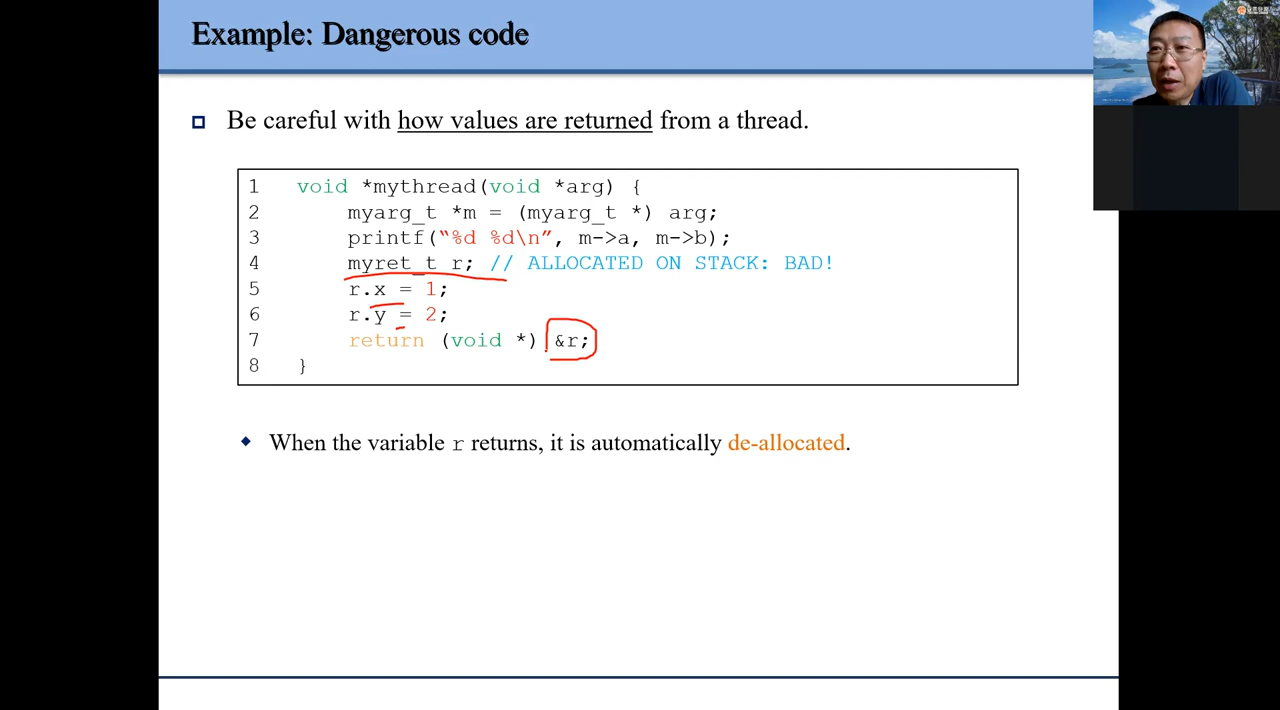 Example: Dangerous code
Be careful with how values are returned from a thread.
1 void *mythread(void *arg) {
2 myarg_t *m = (myarg_t *) arg;
3 printf(“%d %d\n”, m->a, m->b);
4 myret_t r; // ALLOCATED ON STACK: BAD!
5 r.x = 1;
6 r.y = 2;
7 return (void *) &r;
8 }
When the variable r returns, it is automatically de-allocated.